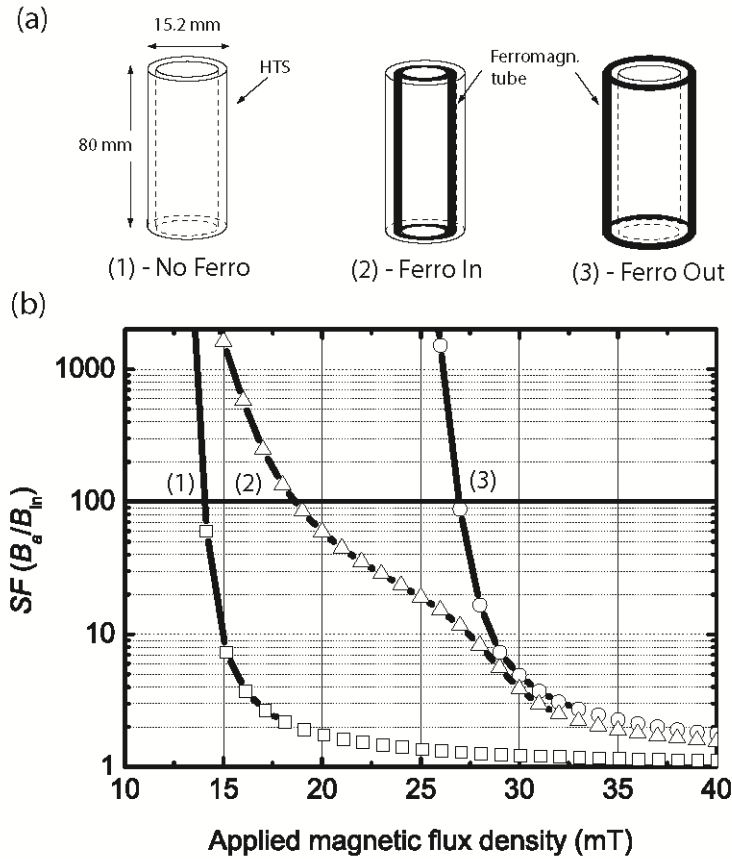 (a)
15.2 mm
HTS
Ferromagn.
tube
80 mm
(1) - No Ferro
(2) - Ferro In
(3) - Ferro Out
(b)
1000
100
10
1
SF (Ba/BIn)
(1)
(2)
(3)
10 15 20 25 30 35 40
Applied magnetic flux density (mT)